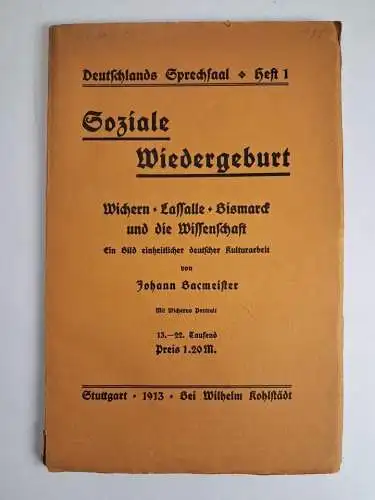 Deutschlands Sprechsaal ❖ Heft 1
Soziale
Wiedergeburt
Wichern • Lassalle • Bismarck
und die Wissenschaft
Ein Bild einheitlicher deutscher Kulturarbeit
von
Johann Bacmeister
Mit Wicherns Portrait
13.—22. Tausend
Preis 1.20 M.
Stuttgart • 1913 • Bei Wilhelm Kohlstädt